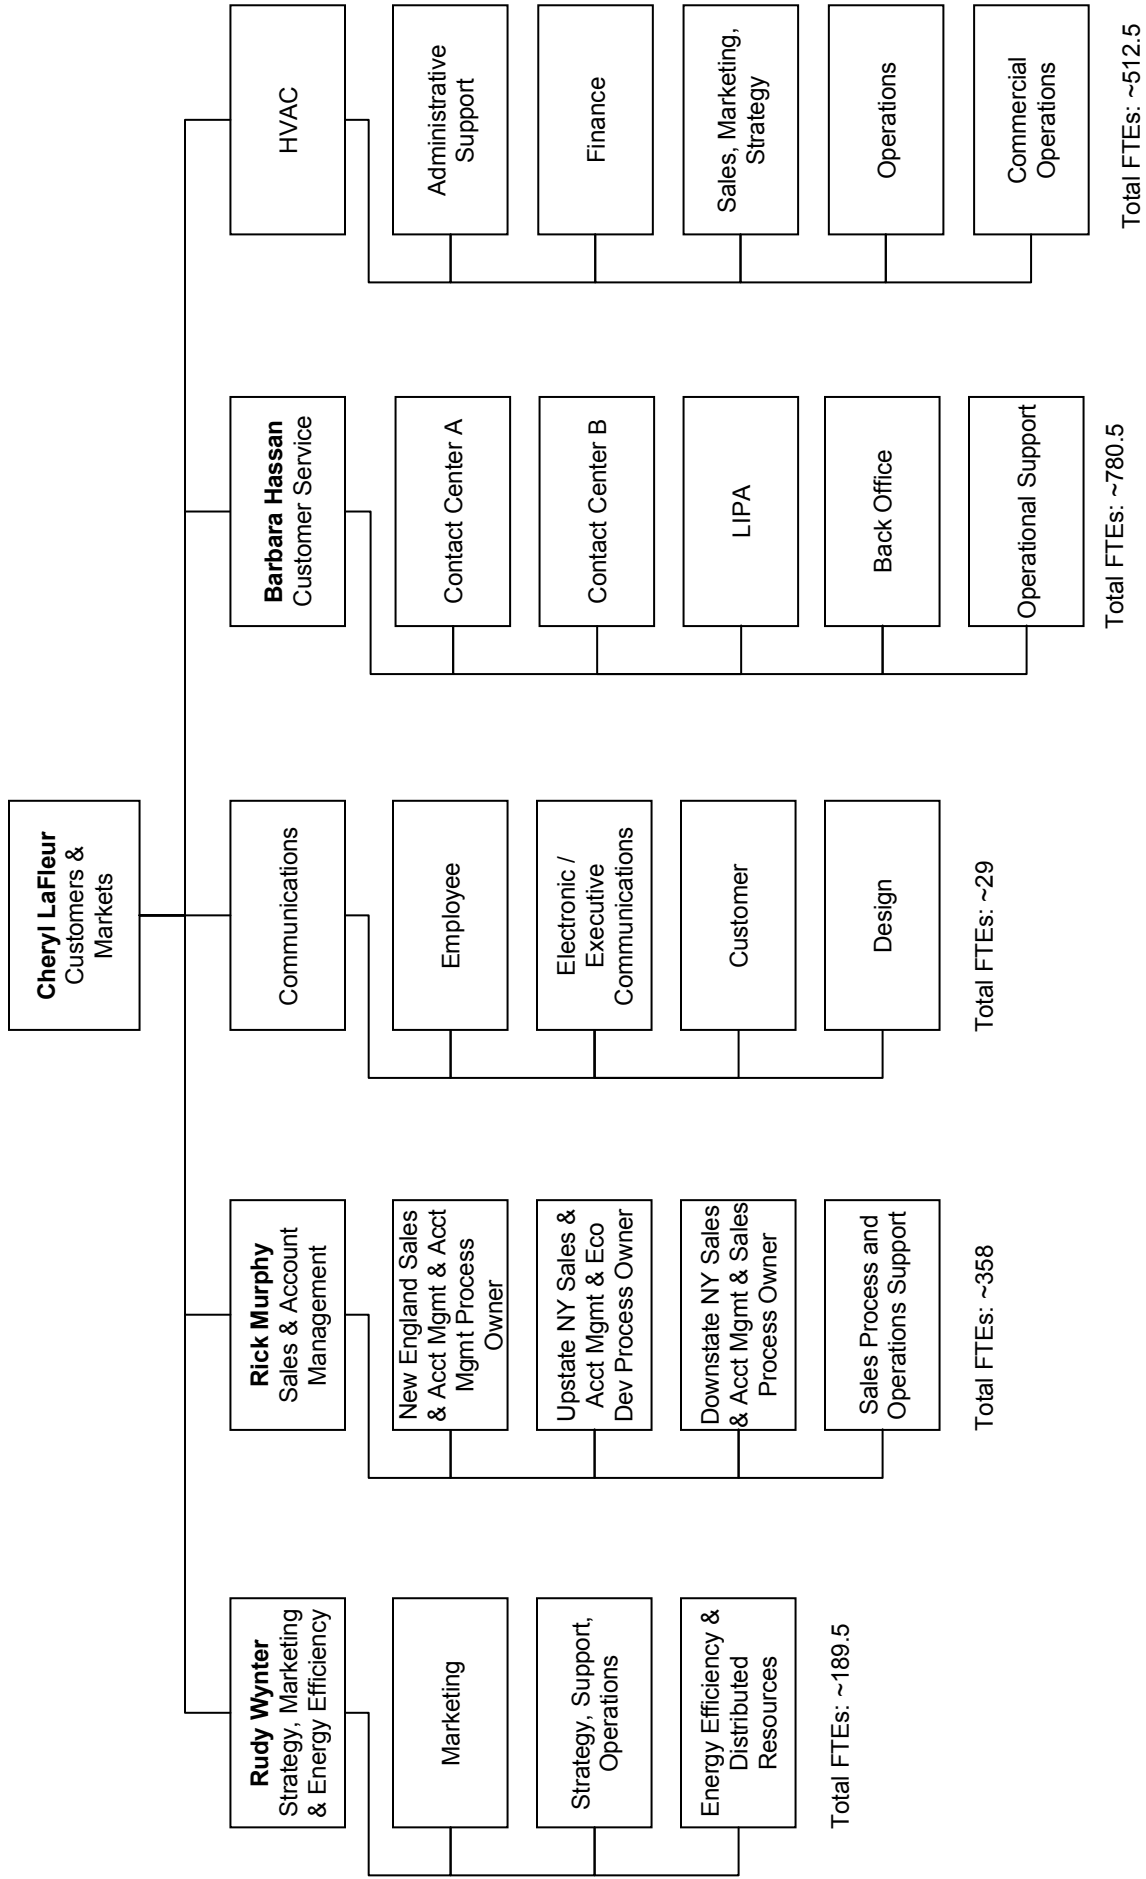 Cheryl LaFleur
Customers &
Markets
Rudy Wynter
Strategy, Marketing
& Energy Efficiency
Marketing
Strategy, Support,
Operations
Energy Efficiency &
Distributed
Resources
Total FTEs: ~189.5
Rick Murphy
Sales & Account
Management
New England Sales
& Acct Mgmt & Acct
Mgmt Process
Owner
Upstate NY Sales &
Acct Mgmt & Eco
Dev Process Owner
Downstate NY Sales
& Acct Mgmt & Sales
Process Owner
Sales Process and
Operations Support
Total FTEs: ~358
Communications
Employee
Electronic /
Executive
Communications
Customer
Design
Total FTEs: ~29
Barbara Hassan
Customer Service
Contact Center A
Contact Center B
LIPA
Back Office
Operational Support
Total FTEs: ~780.5
HVAC
Administrative
Support
Finance
Sales, Marketing,
Strategy
Operations
Commercial
Operations
Total FTEs: ~512.5